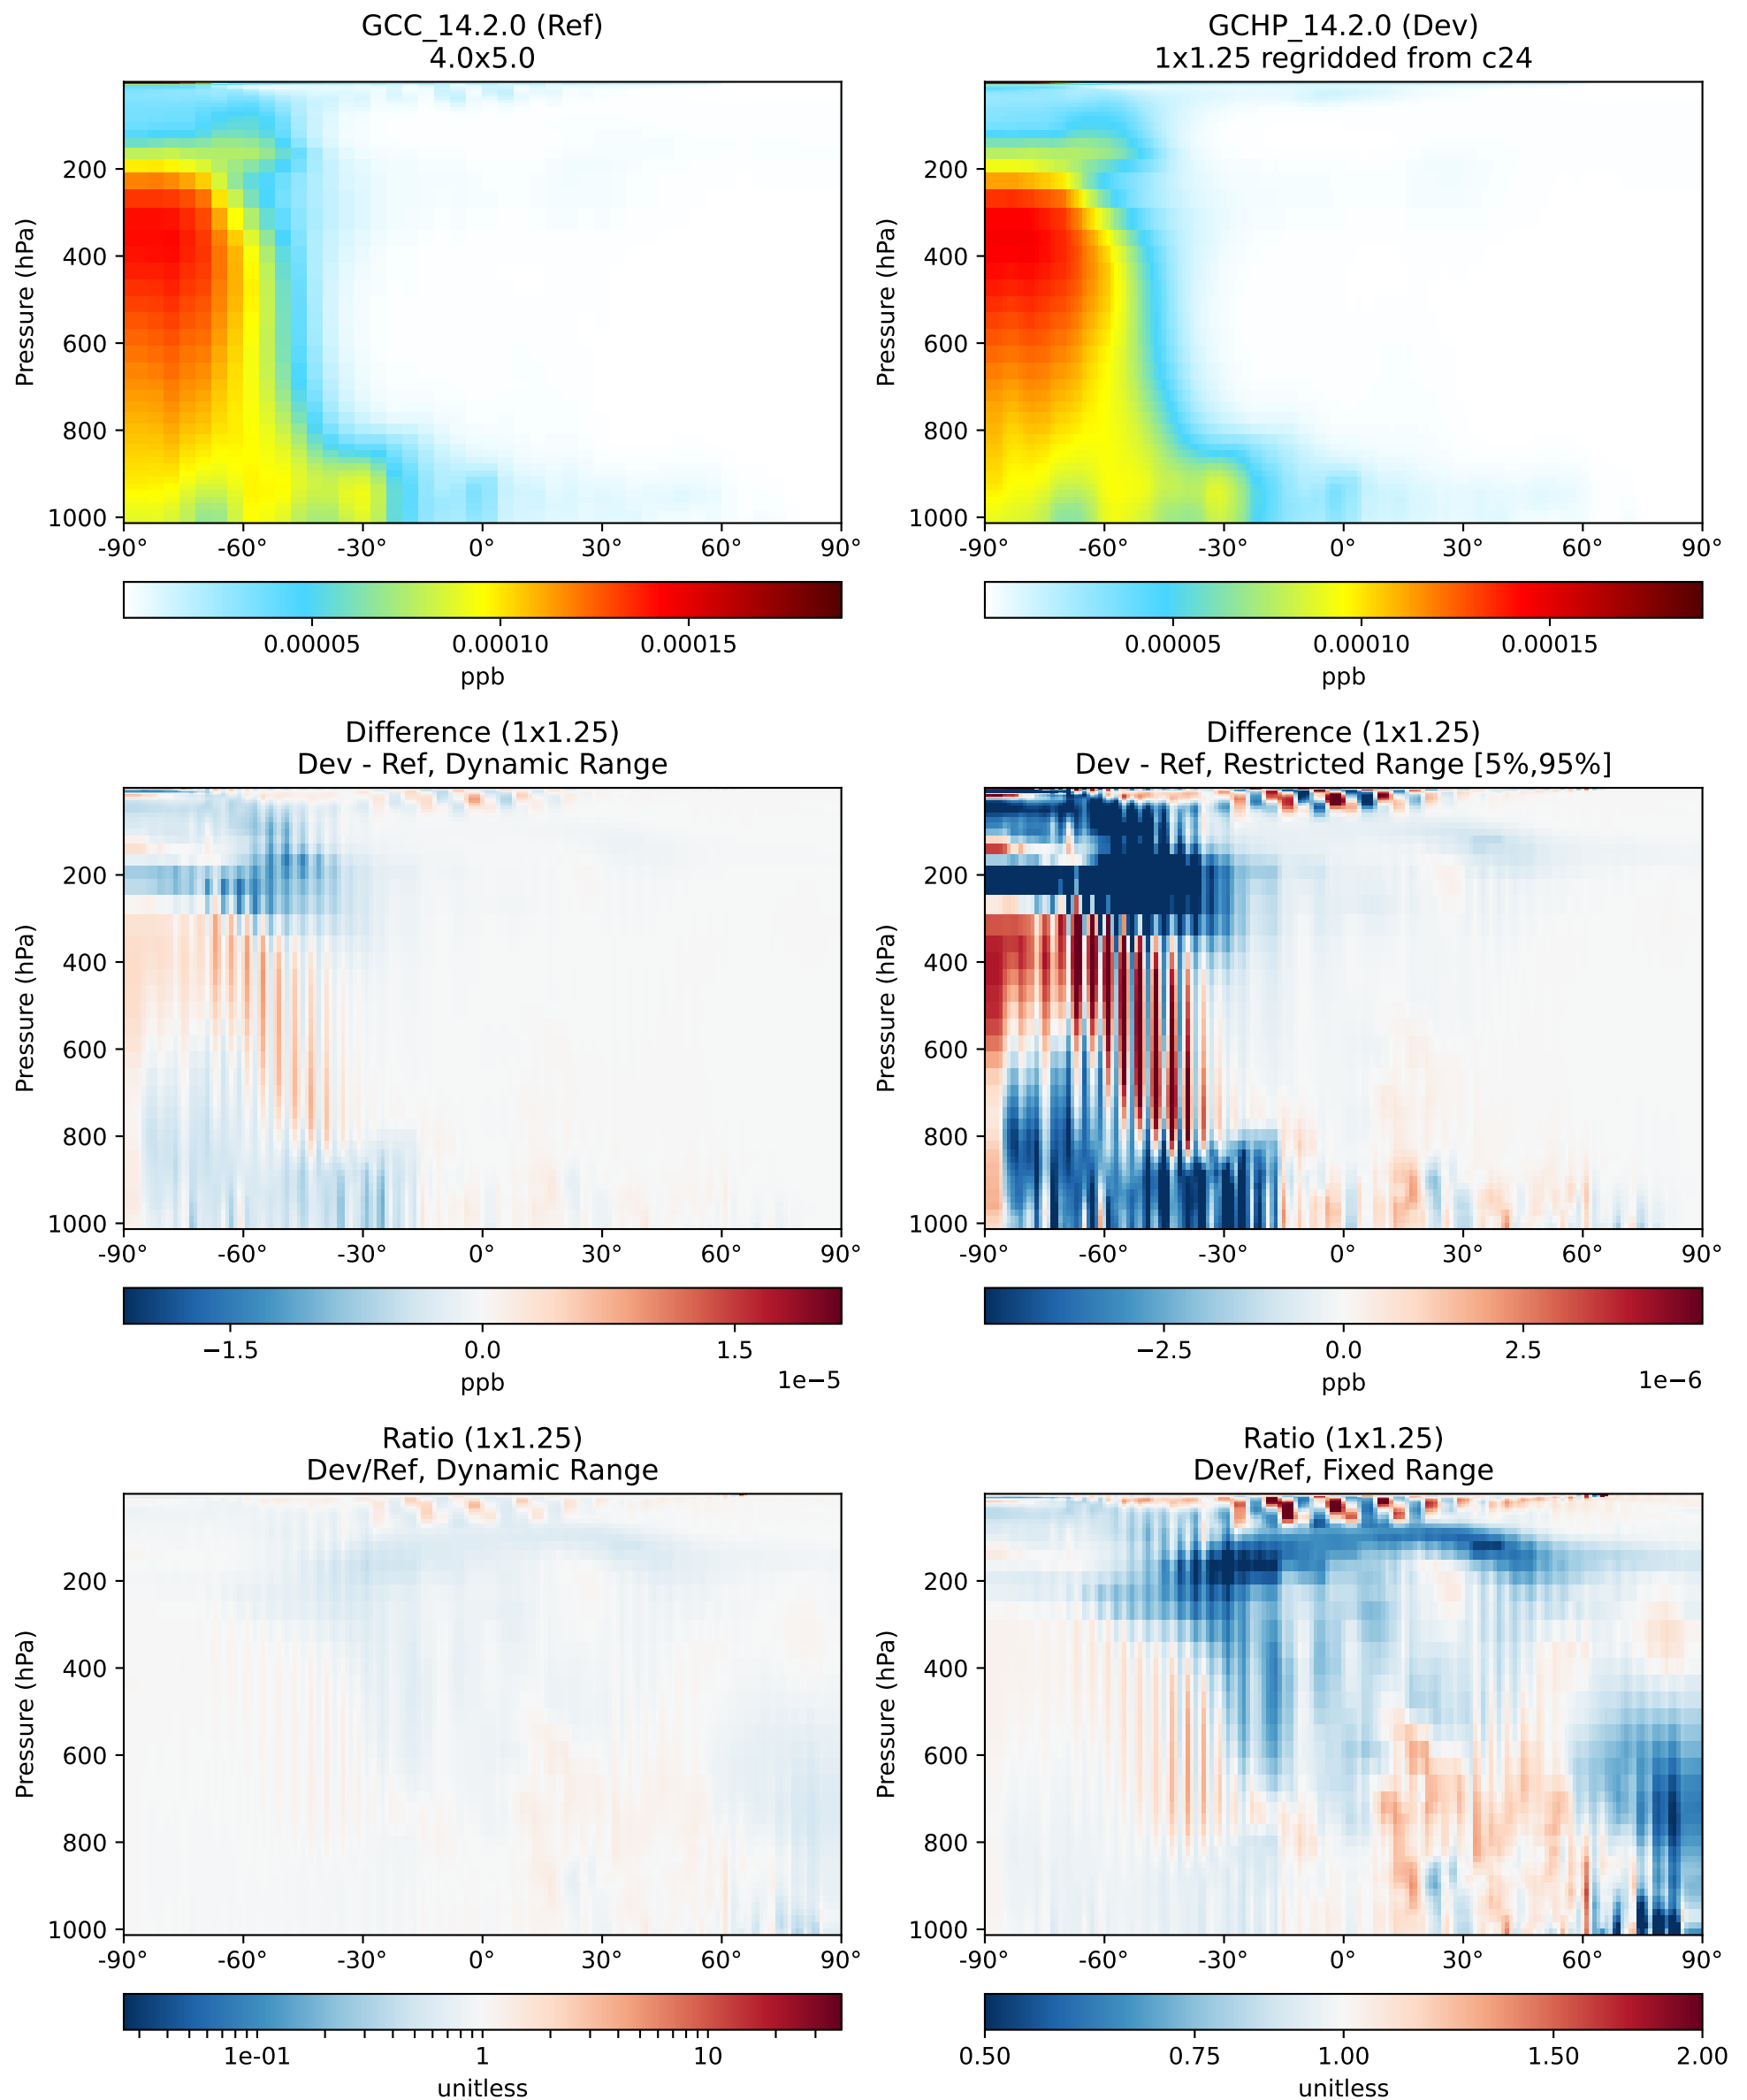 GCC_14.2.0 (Ref)
4.0x5.0
Pressure (hPa)
200
400
600
800
1000
-90° -60° -30° 0° 30° 60° 90°
0.00005 0.00010 0.00015
ppb
GCHP_14.2.0 (Dev)
1x1.25 regridded from c24
Pressure (hPa)
200
400
600
800
1000
-90° -60° -30° 0° 30° 60° 90°
0.00005 0.00010 0.00015
ppb
Difference (1x1.25)
Dev - Ref, Dynamic Range
Pressure (hPa)
200
400
600
800
1000
-90° -60° -30° 0° 30° 60° 90°
−1.5 0.0 1.5
ppb
1e−5
Difference (1x1.25)
Dev - Ref, Restricted Range [5%,95%]
Pressure (hPa)
200
400
600
800
1000
-90° -60° -30° 0° 30° 60° 90°
−2.5 0.0 2.5
ppb
1e−6
Ratio (1x1.25)
Dev/Ref, Dynamic Range
Pressure (hPa)
200
400
600
800
1000
-90° -60° -30° 0° 30° 60° 90°
1e-01 1 10
unitless
Ratio (1x1.25)
Dev/Ref, Fixed Range
Pressure (hPa)
200
400
600
800
1000
-90° -60° -30° 0° 30° 60° 90°
0.50 0.75 1.00 1.50 2.00
unitless